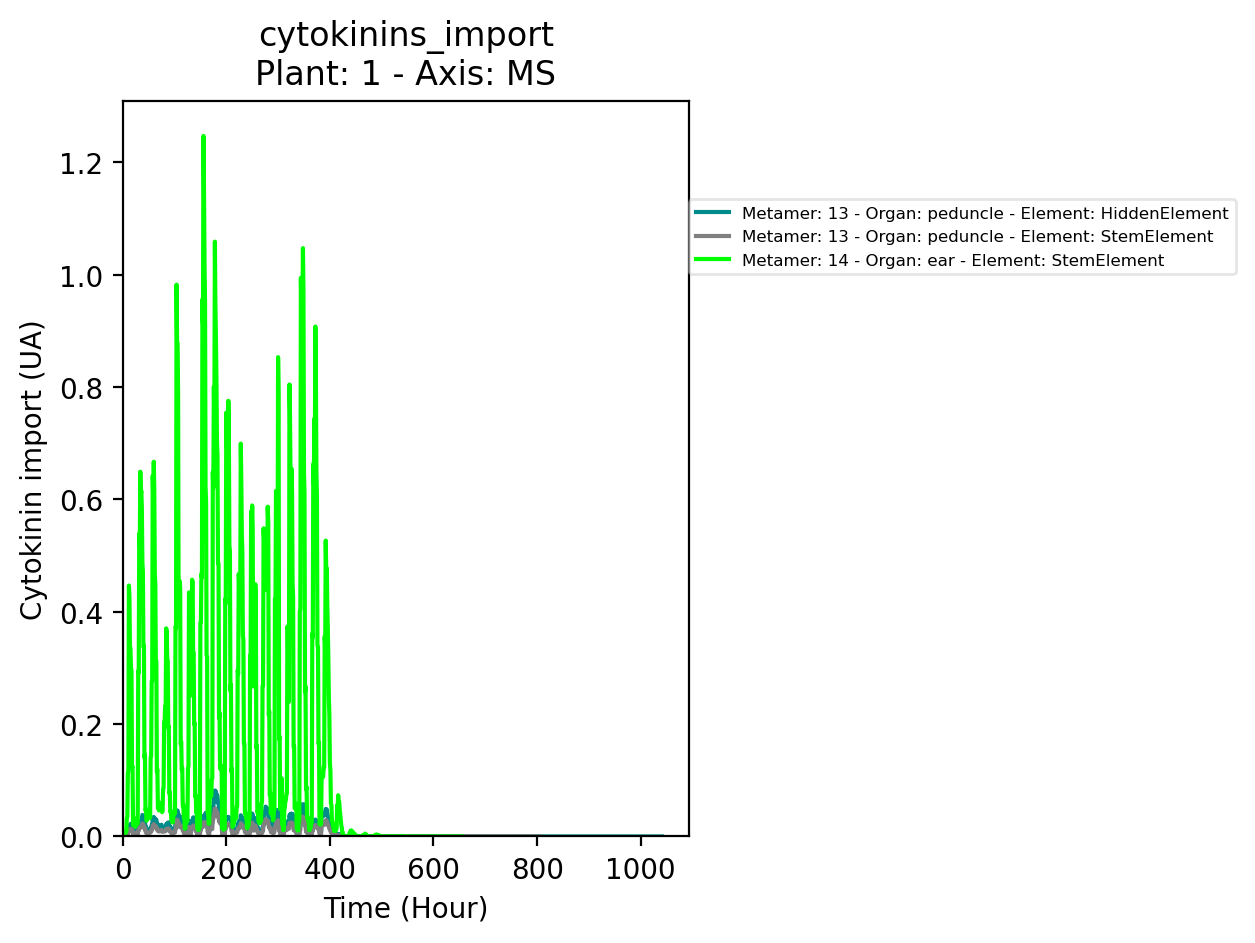 cytokinins_import
Plant: 1 - Axis: MS
1.2
1.0
0.8
0.6
0.4
0.2
0.0
Cytokinin import (UA)
0 200 400 600 800 1000
Time (Hour)
Metamer: 13 - Organ: peduncle - Element: HiddenElement
Metamer: 13 - Organ: peduncle - Element: StemElement
Metamer: 14 - Organ: ear - Element: StemElement